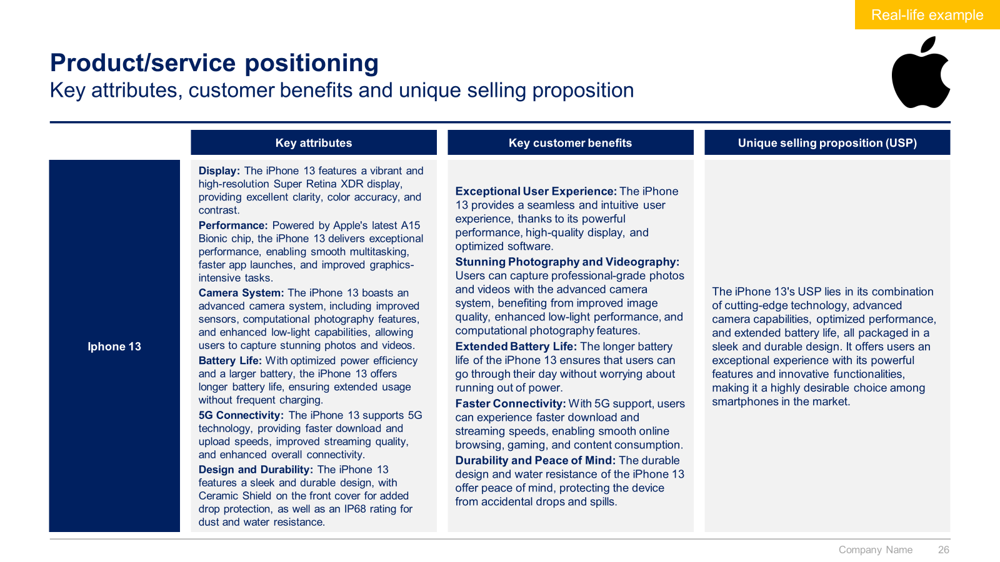 Real-life example
Product/service positioning
Key attributes, customer benefits and unique selling proposition
Key attributes
Key customer benefits
Unique selling proposition (USP)
Iphone 13
Display: The iPhone 13 features a vibrant and
high-resolution Super Retina XDR display,
providing excellent clarity, color accuracy, and
contrast.
Performance: Powered by Apple's latest A15
Bionic chip, the iPhone 13 delivers exceptional
performance, enabling smooth multitasking,
faster app launches, and improved graphics-
intensive tasks.
Camera System: The iPhone 13 boasts an
advanced camera system, including improved
sensors, computational photography features,
and enhanced low-light capabilities, allowing
users to capture stunning photos and videos.
Battery Life: With optimized power efficiency
and a larger battery, the iPhone 13 offers
longer battery life, ensuring extended usage
without frequent charging.
5G Connectivity: The iPhone 13 supports 5G
technology, providing faster download and
upload speeds, improved streaming quality,
and enhanced overall connectivity.
Design and Durability: The iPhone 13
features a sleek and durable design, with
Ceramic Shield on the front cover for added
drop protection, as well as an IP68 rating for
dust and water resistance.
Exceptional User Experience: The iPhone
13 provides a seamless and intuitive user
experience, thanks to its powerful
performance, high-quality display, and
optimized software.
Stunning Photography and Videography:
Users can capture professional-grade photos
and videos with the advanced camera
system, benefiting from improved image
quality, enhanced low-light performance, and
computational photography features.
Extended Battery Life: The longer battery
life of the iPhone 13 ensures that users can
go through their day without worrying about
running out of power.
Faster Connectivity: With 5G support, users
can experience faster download and
streaming speeds, enabling smooth online
browsing, gaming, and content consumption.
Durability and Peace of Mind: The durable
design and water resistance of the iPhone 13
offer peace of mind, protecting the device
from accidental drops and spills.
The iPhone 13's USP lies in its combination
of cutting-edge technology, advanced
camera capabilities, optimized performance,
and extended battery life, all packaged in a
sleek and durable design. It offers users an
exceptional experience with its powerful
features and innovative functionalities,
making it a highly desirable choice among
smartphones in the market.
Company Name
26